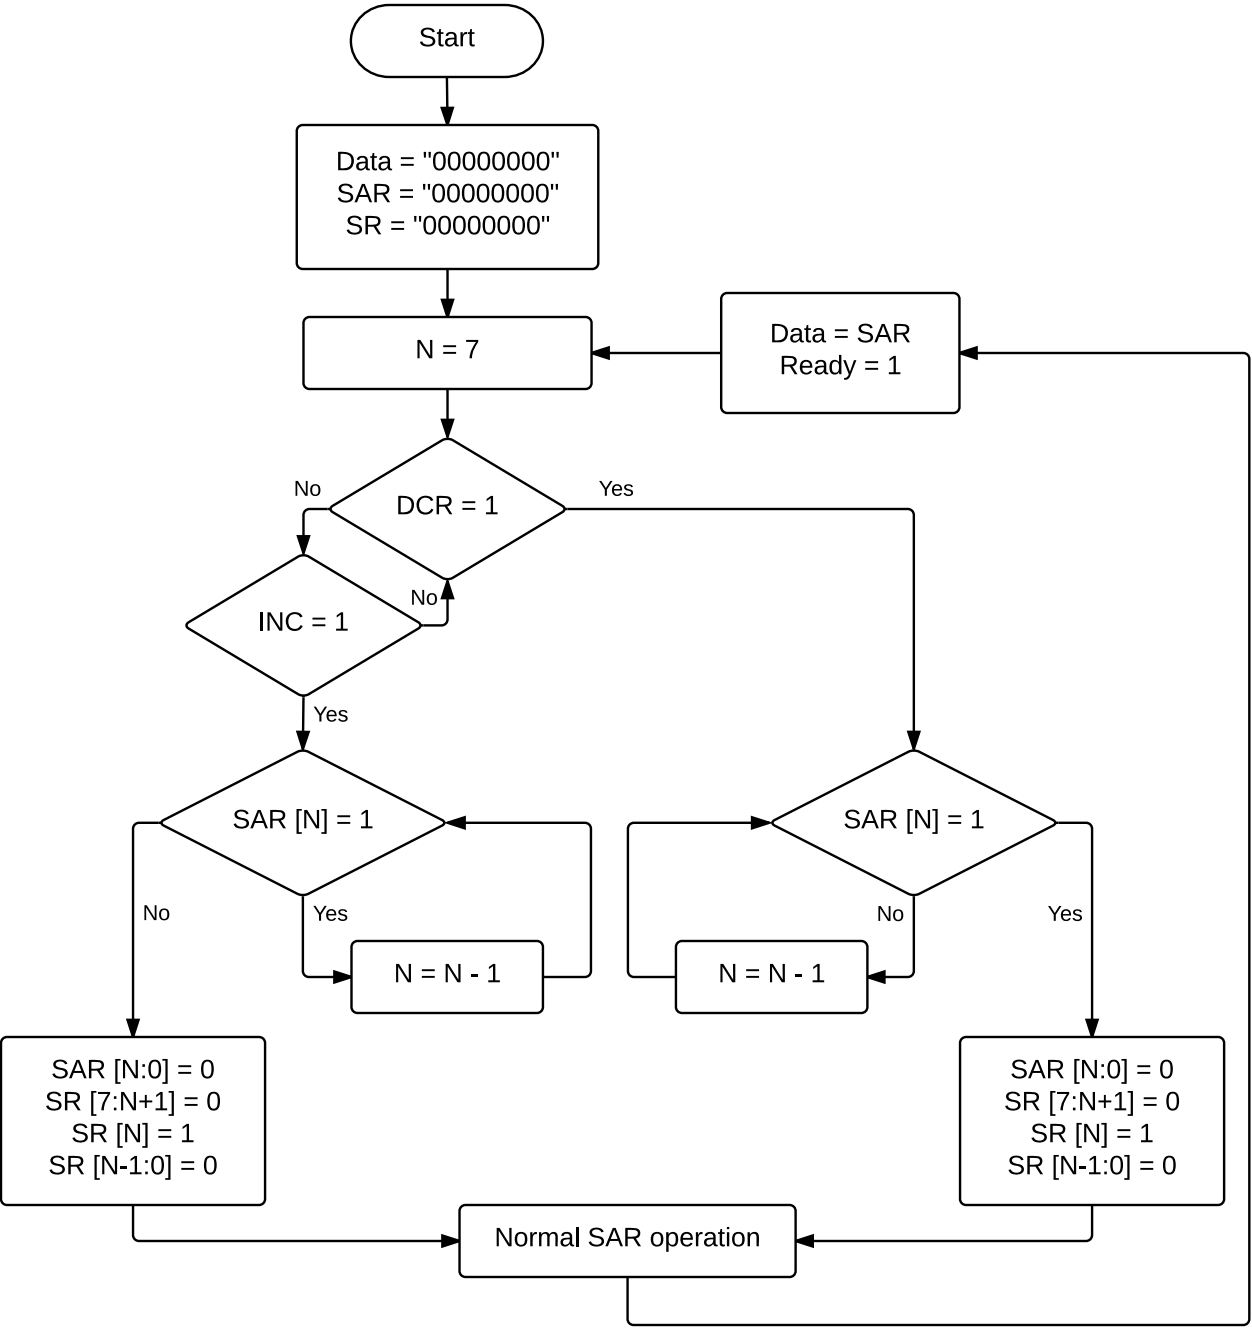 Start
Data = "00000000"
SAR = "00000000"
SR = "00000000"
N = 7
Data = SAR
Ready = 1
No
DCR = 1
Yes
INC = 1
No
Yes
SAR [N] = 1
SAR [N] = 1
No
Yes
No
Yes
N = N - 1
N = N - 1
SAR [N:0] = 0
SR [7:N+1] = 0
SR [N] = 1
SR [N-1:0] = 0
SAR [N:0] = 0
SR [7:N+1] = 0
SR [N] = 1
SR [N-1:0] = 0
Normal SAR operation